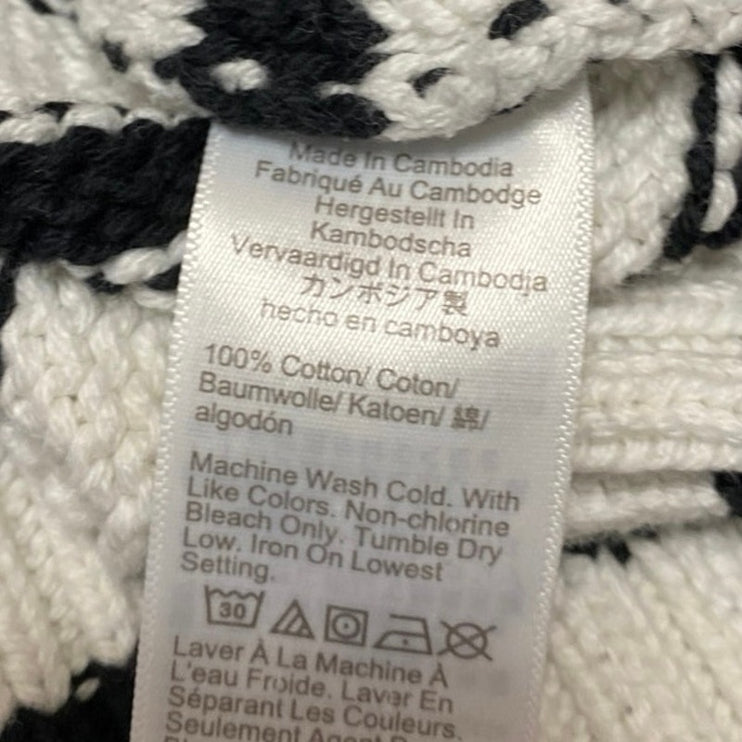 Made In Cambodia
Fabriqué Au Cambodge
Hergestellt In
Kambodscha
Vervaardigd In Cambodja
カンボジア製
hecho en camboya
100% Cotton/ Coton/
Baumwolle/ Katoen/ 綿/
algodón
Machine Wash Cold. With
Like Colors. Non-chlorine
Bleach Only. Tumble Dry
Low. Iron On Lowest
Setting.
30
Laver À La Machine À
L'eau Froide. Laver En
Séparant Les Couleurs.
Seulement Agent